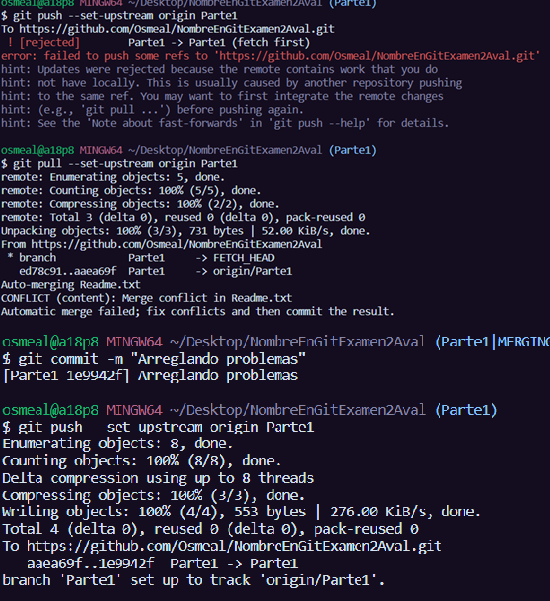 osmeal@a18p8 MINGW64 ~/Desktop/NombreEnGitExamen2Aval (Parte1)
$ git push --set-upstream origin Parte1
To https://github.com/Osmeal/NombreEnGitExamen2Aval.git
 ! [rejected]        Parte1 -> Parte1 (fetch first)
error: failed to push some refs to 'https://github.com/Osmeal/NombreEnGitExamen2Aval.git'
hint: Updates were rejected because the remote contains work that you do
hint: not have locally. This is usually caused by another repository pushing
hint: to the same ref. You may want to first integrate the remote changes
hint: (e.g., 'git pull ...') before pushing again.
hint: See the 'Note about fast-forwards' in 'git push --help' for details.
osmeal@a18p8 MINGW64 ~/Desktop/NombreEnGitExamen2Aval (Parte1)
$ git pull --set-upstream origin Parte1
remote: Enumerating objects: 5, done.
remote: Counting objects: 100% (5/5), done.
remote: Compressing objects: 100% (2/2), done.
remote: Total 3 (delta 0), reused 0 (delta 0), pack-reused 0
Unpacking objects: 100% (3/3), 731 bytes | 52.00 KiB/s, done.
From https://github.com/Osmeal/NombreEnGitExamen2Aval
 * branch            Parte1     -> FETCH_HEAD
   ed78c91..aaea69f  Parte1     -> origin/Parte1
Auto-merging Readme.txt
CONFLICT (content): Merge conflict in Readme.txt
Automatic merge failed; fix conflicts and then commit the result.
osmeal@a18p8 MINGW64 ~/Desktop/NombreEnGitExamen2Aval (Parte1|MERGING
$ git commit -m "Arreglando problemas"
[Parte1 1e9942f] Arreglando problemas
osmeal@a18p8 MINGW64 ~/Desktop/NombreEnGitExamen2Aval (Parte1)
$ git push --set-upstream origin Parte1
Enumerating objects: 8, done.
Counting objects: 100% (8/8), done.
Delta compression using up to 8 threads
Compressing objects: 100% (3/3), done.
Writing objects: 100% (4/4), 553 bytes | 276.00 KiB/s, done.
Total 4 (delta 0), reused 0 (delta 0), pack-reused 0
To https://github.com/Osmeal/NombreEnGitExamen2Aval.git
   aaea69f..1e9942f  Parte1 -> Parte1
branch 'Parte1' set up to track 'origin/Parte1'.